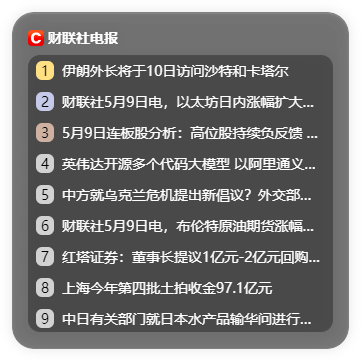 C 财联社电报
1 伊朗外长将于10日访问沙特和卡塔尔
2 财联社5月9日电，以太坊日内涨幅扩大...
3 5月9日连板股分析：高位股持续负反馈 ...
4 英伟达开源多个代码大模型 以阿里通义...
5 中方就乌克兰危机提出新倡议？外交部...
6 财联社5月9日电，布伦特原油期货涨幅...
7 红塔证券：董事长提议1亿元-2亿元回购...
8 上海今年第四批土拍收金97.1亿元
9 中日有关部门就日本水产品输华问进行...